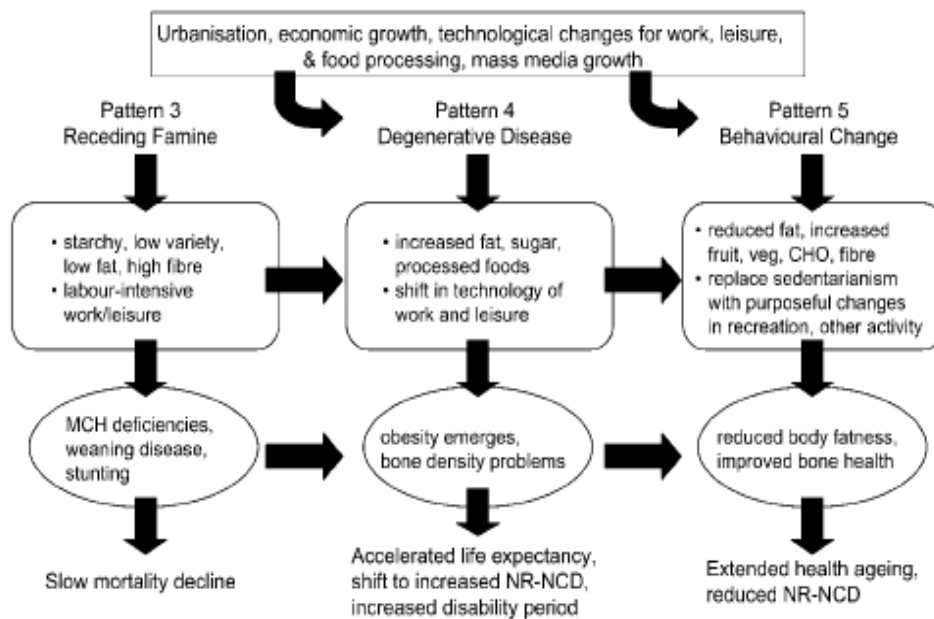 Urbanisation, economic growth, technological changes for work, leisure,
& food processing, mass media growth
Pattern 3
Receding Famine
Pattern 4
Degenerative Disease
Pattern 5
Behavioural Change
• starchy, low variety,
low fat, high fibre
• labour-intensive
work/leisure
• increased fat, sugar,
processed foods
• shift in technology of
work and leisure
• reduced fat, increased
fruit, veg, CHO, fibre
• replace sedentarianism
with purposeful changes
in recreation, other activity
MCH deficiencies,
weaning disease,
stunting
obesity emerges,
bone density problems
reduced body fatness,
improved bone health
Slow mortality decline
Accelerated life expectancy,
shift to increased NR-NCD,
increased disability period
Extended health ageing,
reduced NR-NCD